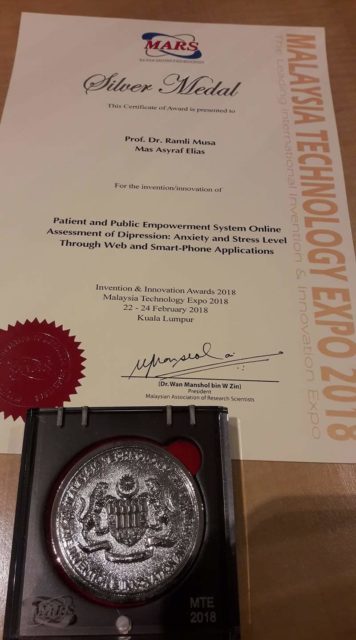 MARS
Silver Medal
This Certificate of Award is presented to
Prof. Dr. Ramli Musa
Mas Asyraf Elias
For the invention/innovation of
Patient and Public Empowerment System Online
Assessment of Dipression: Anxiety and Stress Level
Through Web and Smart-Phone Applications
Invention & Innovation Awards 2018
Malaysia Technology Expo 2018
22 - 24 February 2018
Kuala Lumpur
(Dr. Wan Manshol bin W Zin)
President
Malaysian Association of Research Scientists
MALAYSIA TECHNOLOGY EXPO 2018
The Leading International Invention & Innovation Expo
MARS
MARS
MTE
2018